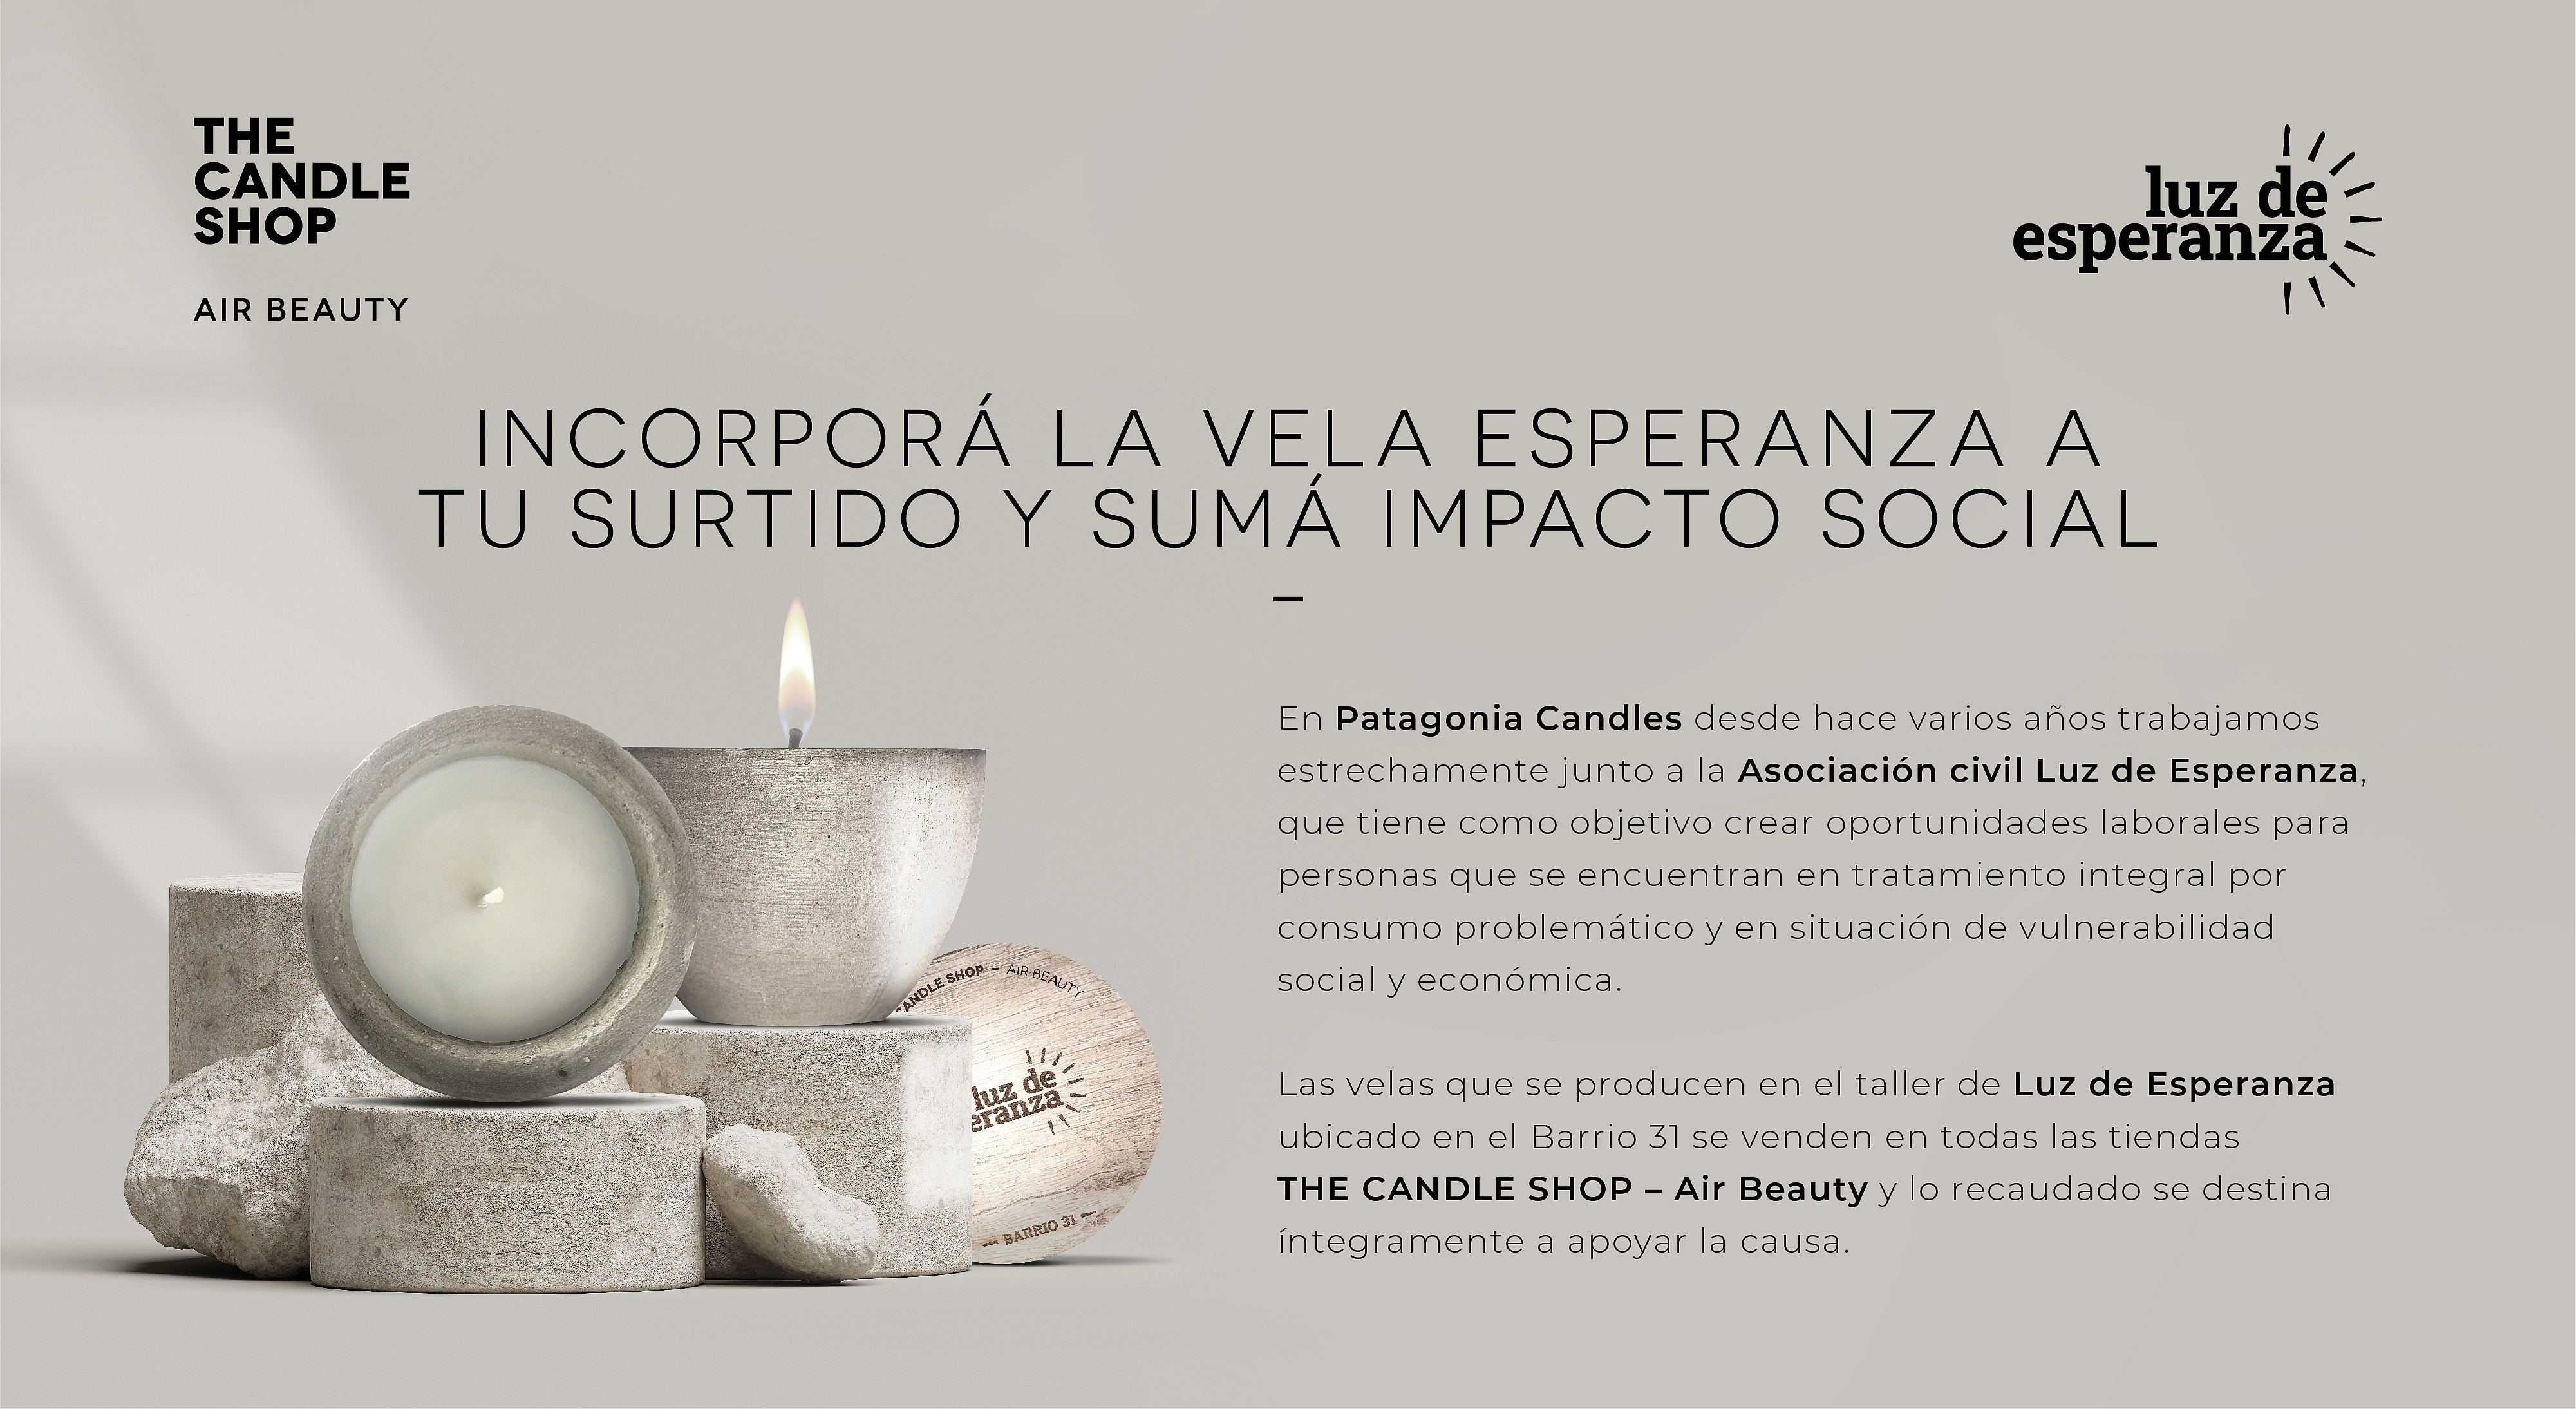 THE
CANDLE
SHOP
AIR BEAUTY
luz de
esperanza
INCORPORÁ LA VELA ESPERANZA A
TU SURTIDO Y SUMÁ IMPACTO SOCIAL
–
En Patagonia Candles desde hace varios años trabajamos
estrechamente junto a la Asociación civil Luz de Esperanza,
que tiene como objetivo crear oportunidades laborales para
personas que se encuentran en tratamiento integral por
consumo problemático y en situación de vulnerabilidad
social y económica.
Las velas que se producen en el taller de Luz de Esperanza
ubicado en el Barrio 31 se venden en todas las tiendas
THE CANDLE SHOP – Air Beauty y lo recaudado se destina
íntegramente a apoyar la causa.
CANDLE SHOP – AIR BEAUTY
luz de
eranza
– BARRIO 31 –